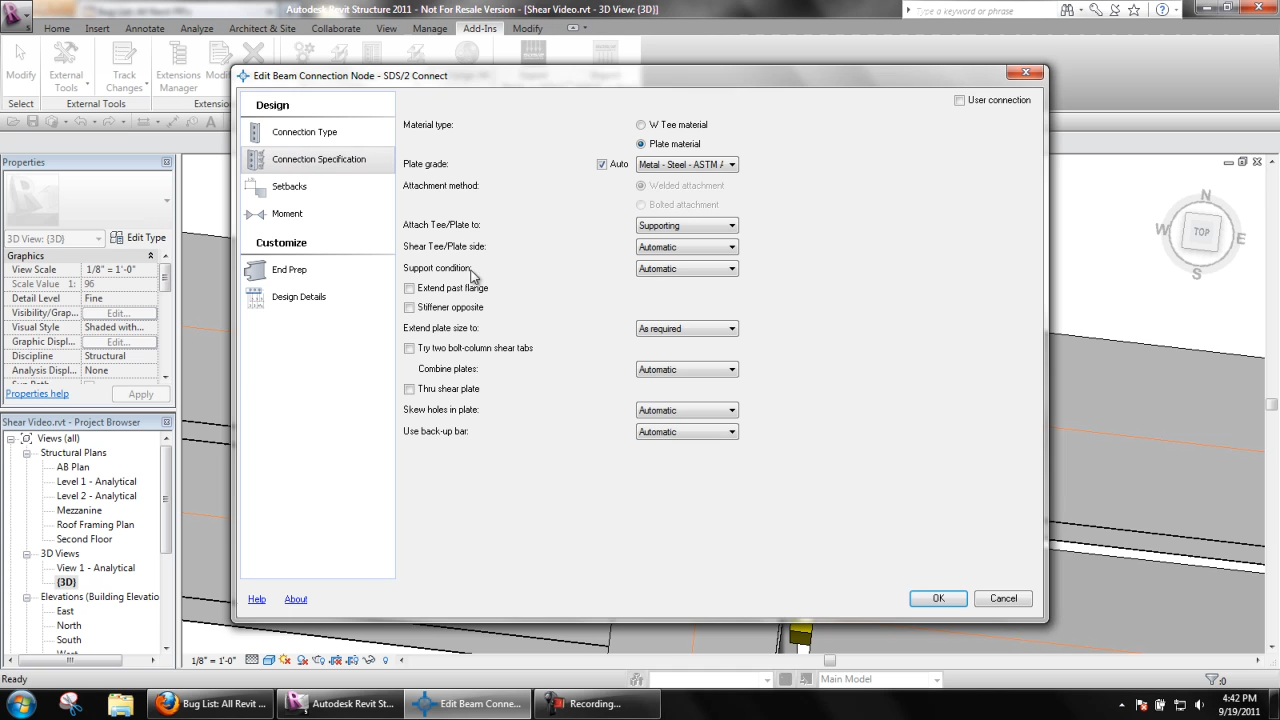 Autodesk Revit Structure 2011 - Not For Resale Version - [Shear Video.rvt - 3D View: {3D}]
Type a keyword or phrase
Home Insert Annotate Analyze Architect & Site Collaborate View Manage Add-Ins Modify
Modify
External Tools
Track Changes
Extensions Manager
Select
External Tools
Edit Beam Connection Node - SDS/2 Connect
Design
Connection Type
Connection Specification
Setbacks
Moment
Customize
End Prep
Design Details
User connection
Material type:
W Tee material
Plate material
Plate grade:
Auto
Metal - Steel - ASTM A
Attachment method:
Welded attachment
Bolted attachment
Attach Tee/Plate to:
Supporting
Shear Tee/Plate side:
Automatic
Support condition:
Automatic
Extend past flange
Stiffener opposite
Extend plate size to:
As required
Try two bolt-column shear tabs
Combine plates:
Automatic
Thru shear plate
Skew holes in plate:
Automatic
Use back-up bar:
Automatic
Help
About
OK
Cancel
Properties
3D View: {3D}
Edit Type
Graphics
View Scale 1/8" = 1'-0"
Scale Value 1: 96
Detail Level Fine
Visibility/Grap... Edit...
Visual Style Shaded with...
Graphic Displ... Edit...
Discipline Structural
Analysis Displ... None
Properties help
Apply
Shear Video.rvt - Project Browser
Views (all)
Structural Plans
AB Plan
Level 1 - Analytical
Level 2 - Analytical
Mezzanine
Roof Framing Plan
Second Floor
3D Views
View 1 - Analytical
{3D}
Elevations (Building Elevatio
East
North
South
N
W
TOP
E
S
1/8" = 1'-0"
Ready
Main Model
:0
Bug List: All Revit ...
Autodesk Revit St...
Edit Beam Conne...
Recording...
4:42 PM
9/19/2011